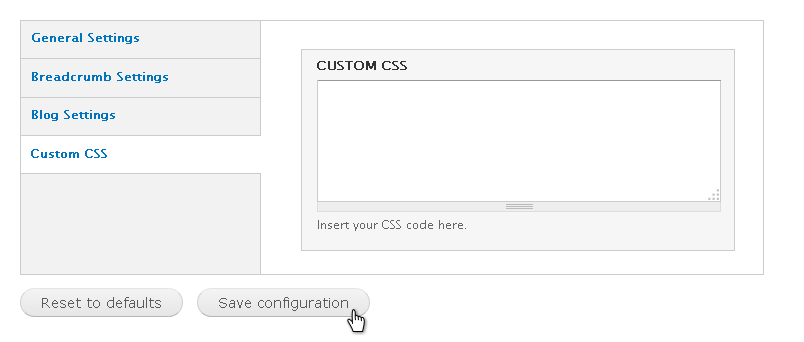 General Settings
Breadcrumb Settings
Blog Settings
Custom CSS
CUSTOM CSS
Insert your CSS code here.
Reset to defaults
Save configuration